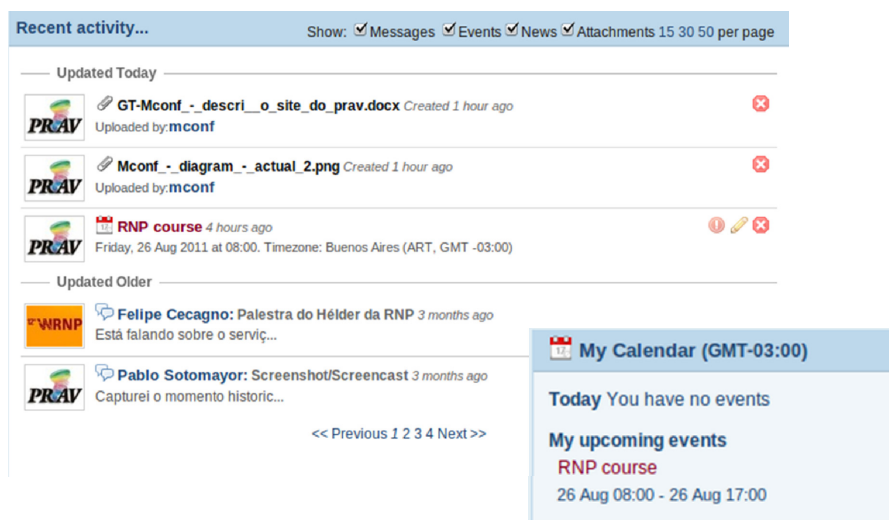 Recent activity...
Show: Messages Events News Attachments 15 30 50 per page
Updated Today
PRAV
GT-Mconf_-_descri__o_site_do_prav.docx Created 1 hour ago
Uploaded by:mconf
PRAV
Mconf_-_diagram_-_actual_2.png Created 1 hour ago
Uploaded by:mconf
PRAV
RNP course 4 hours ago
Friday, 26 Aug 2011 at 08:00. Timezone: Buenos Aires (ART, GMT -03:00)
Updated Older
WRNP
Felipe Cecagno: Palestra do Hélder da RNP 3 months ago
Está falando sobre o serviç...
PRAV
Pablo Sotomayor: Screenshot/Screencast 3 months ago
Capturei o momento historic...
<< Previous 1 2 3 4 Next >>
My Calendar (GMT-03:00)
Today You have no events
My upcoming events
RNP course
26 Aug 08:00 - 26 Aug 17:00